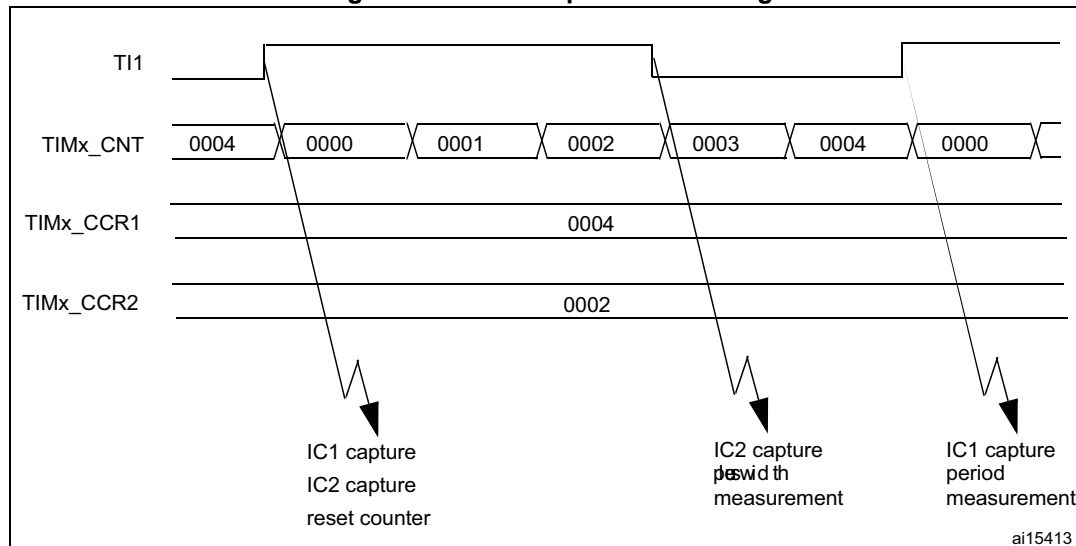 TI1
TIMx_CNT 0004 0000 0001 0002 0003 0004 0000
TIMx_CCR1 0004
TIMx_CCR2 0002
IC1 capture
IC2 capture
reset counter
IC2 capture
measurement
IC1 capture
period
measurement
ai15413